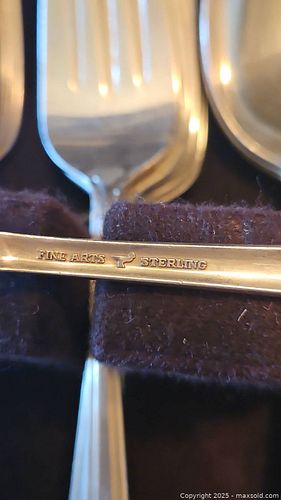 FINE ARTS STERLING
Copyright © 2025 - maxsold.com